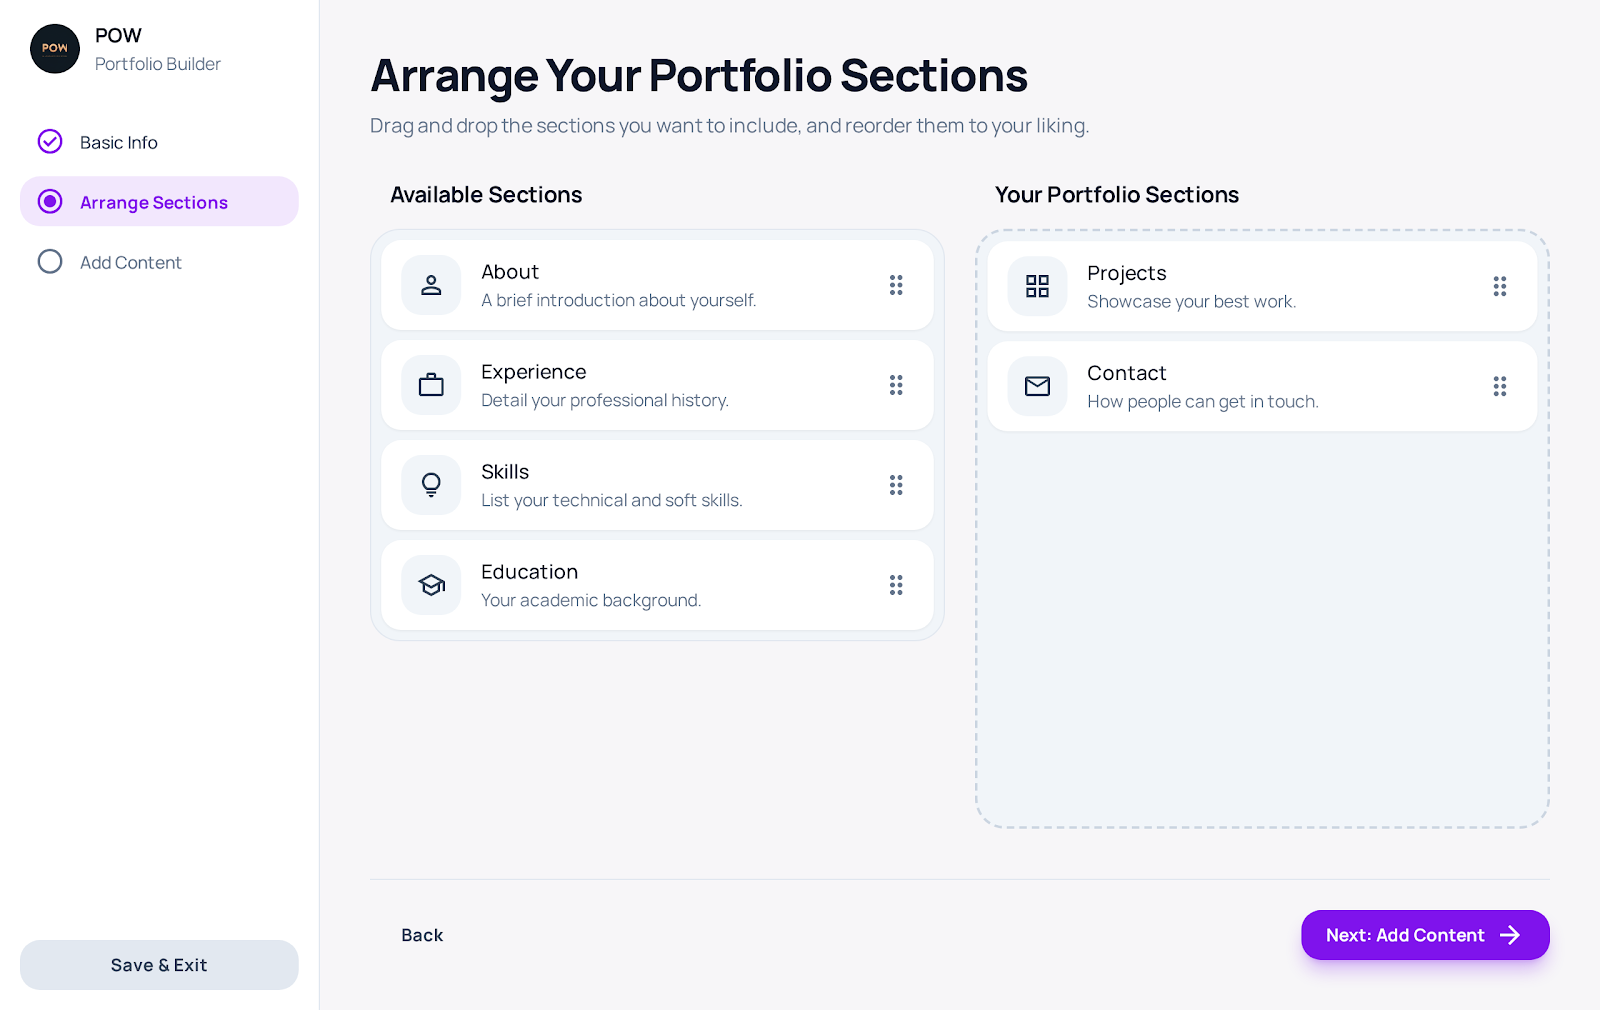 POW
POW
Portfolio Builder
Basic Info
Arrange Sections
Add Content
Save & Exit
Arrange Your Portfolio Sections
Drag and drop the sections you want to include, and reorder them to your liking.
Available Sections
About
A brief introduction about yourself.
Experience
Detail your professional history.
Skills
List your technical and soft skills.
Education
Your academic background.
Your Portfolio Sections
Projects
Showcase your best work.
Contact
How people can get in touch.
Back
Next: Add Content